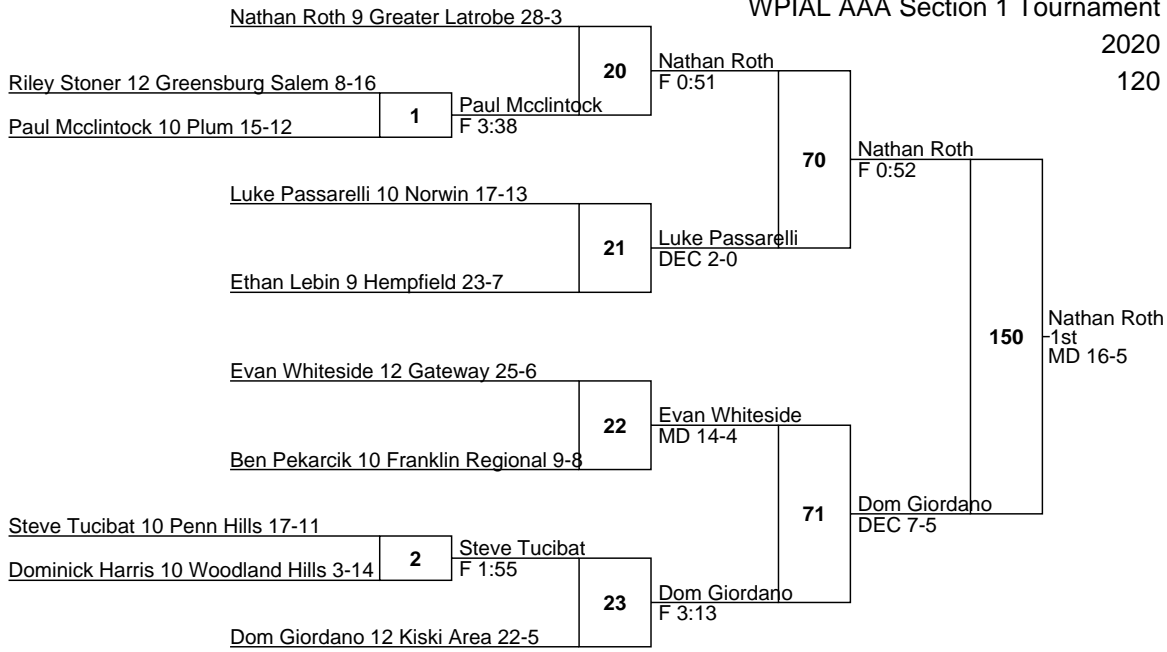 WPIAL AAA Section 1 Tournament
2020
120
Nathan Roth 9 Greater Latrobe 28-3
20
Nathan Roth
F 0:51
Riley Stoner 12 Greensburg Salem 8-16
1
Paul Mcclintock
F 3:38
Paul Mcclintock 10 Plum 15-12
70
Nathan Roth
F 0:52
Luke Passarelli 10 Norwin 17-13
21
Luke Passarelli
DEC 2-0
Ethan Lebin 9 Hempfield 23-7
150
Nathan Roth
1st
MD 16-5
Evan Whiteside 12 Gateway 25-6
22
Evan Whiteside
MD 14-4
Ben Pekarcik 10 Franklin Regional 9-8
71
Dom Giordano
DEC 7-5
Steve Tucibat 10 Penn Hills 17-11
2
Steve Tucibat
F 1:55
Dominick Harris 10 Woodland Hills 3-14
23
Dom Giordano
F 3:13
Dom Giordano 12 Kiski Area 22-5